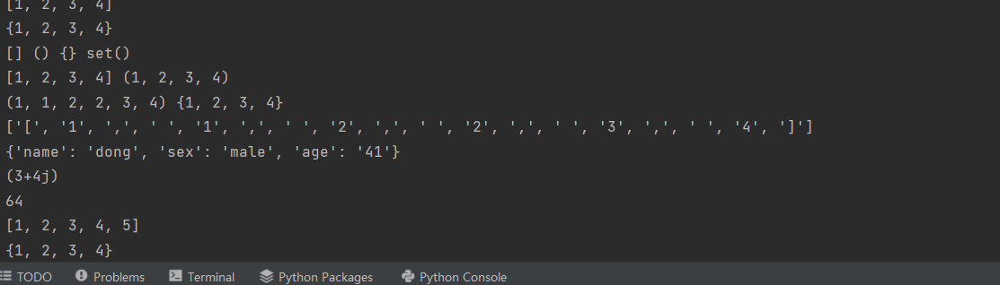 [1, 2, 3, 4]
{1, 2, 3, 4}
[] () {} set()
[1, 2, 3, 4] (1, 2, 3, 4)
(1, 1, 2, 2, 3, 4) {1, 2, 3, 4}
['[', '1', ',', ' ', '1', ',', ' ', '2', ',', ' ', '2', ',', ' ', '3', ',', ' ', '4', ']']
{'name': 'dong', 'sex': 'male', 'age': '41'}
(3+4j)
64
[1, 2, 3, 4, 5]
{1, 2, 3, 4}
TODO Problems Terminal Python Packages Python Console